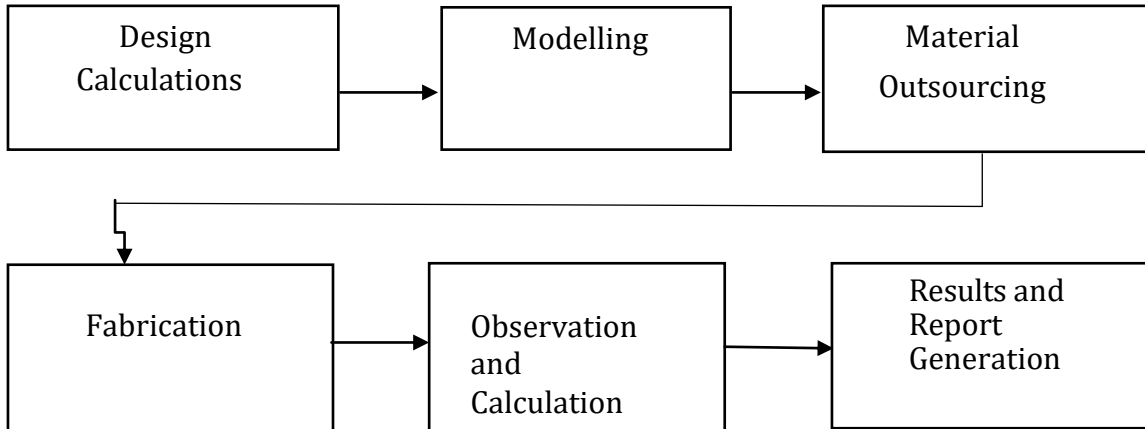 Design
Calculations
Modelling
Material
Outsourcing
Fabrication
Observation
and
Calculation
Results and
Report
Generation